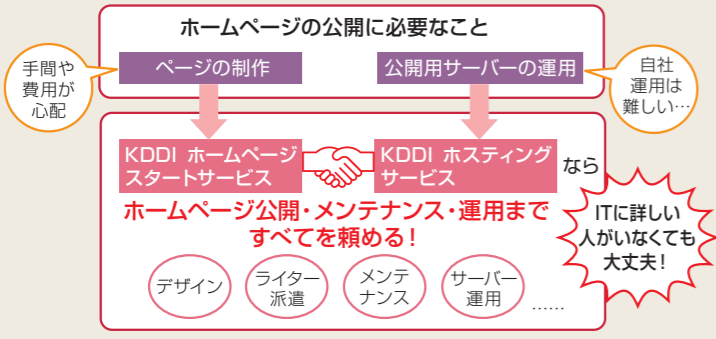 ホームページの公開に必要なこと
手間や
費用が
心配
ページの制作
公開用サーバーの運用
自社
運用は
難しい…
KDDI ホームページ
スタートサービス
KDDI ホスティング
サービス
なら
ホームページ公開・メンテナンス・運用まで
すべてを頼める！
ITに詳しい
人がいなくても
大丈夫！
デザイン
ライター
派遣
メンテ
ナンス
サーバー
運用
……